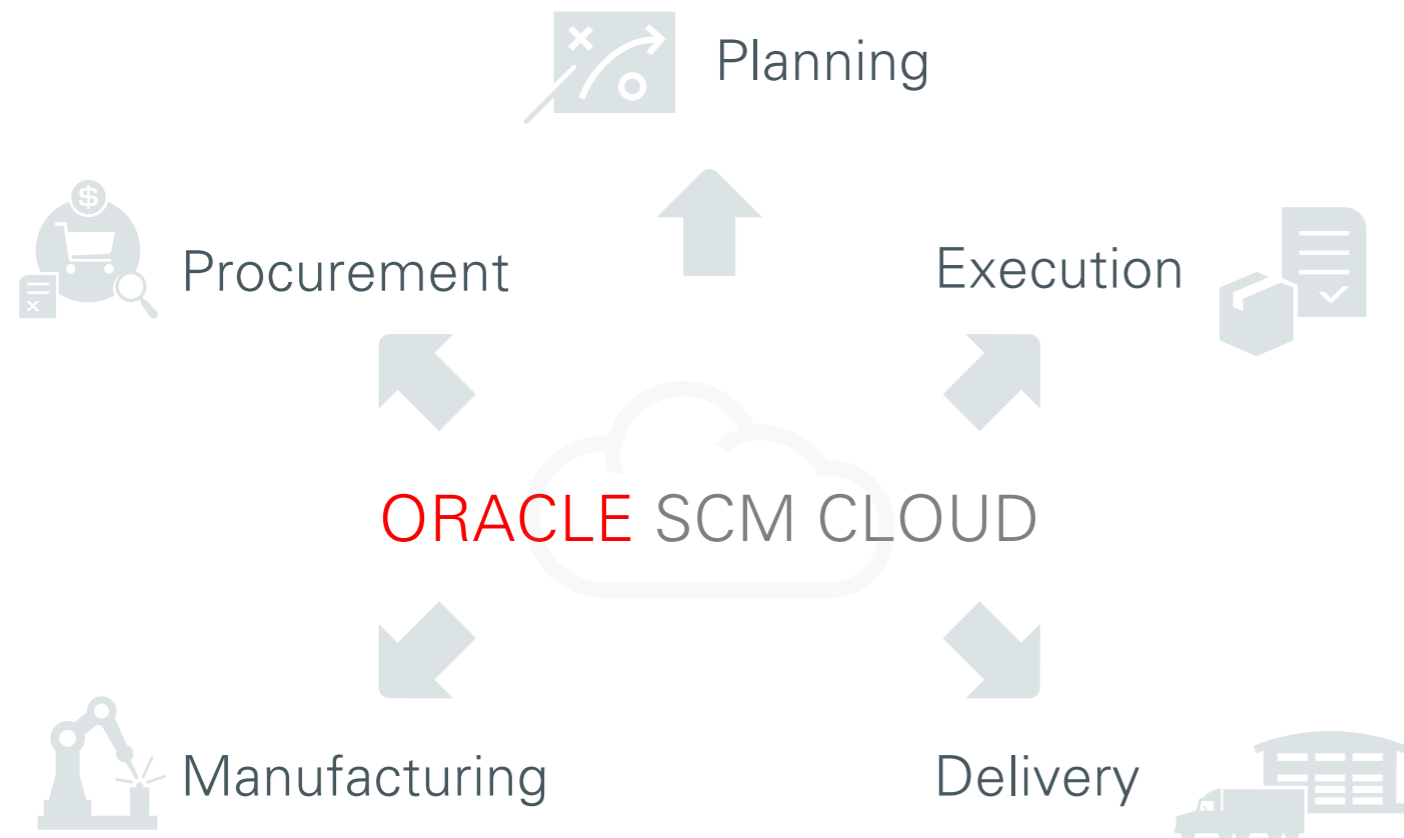 Planning
Procurement
Execution
ORACLE SCM CLOUD
Manufacturing
Delivery